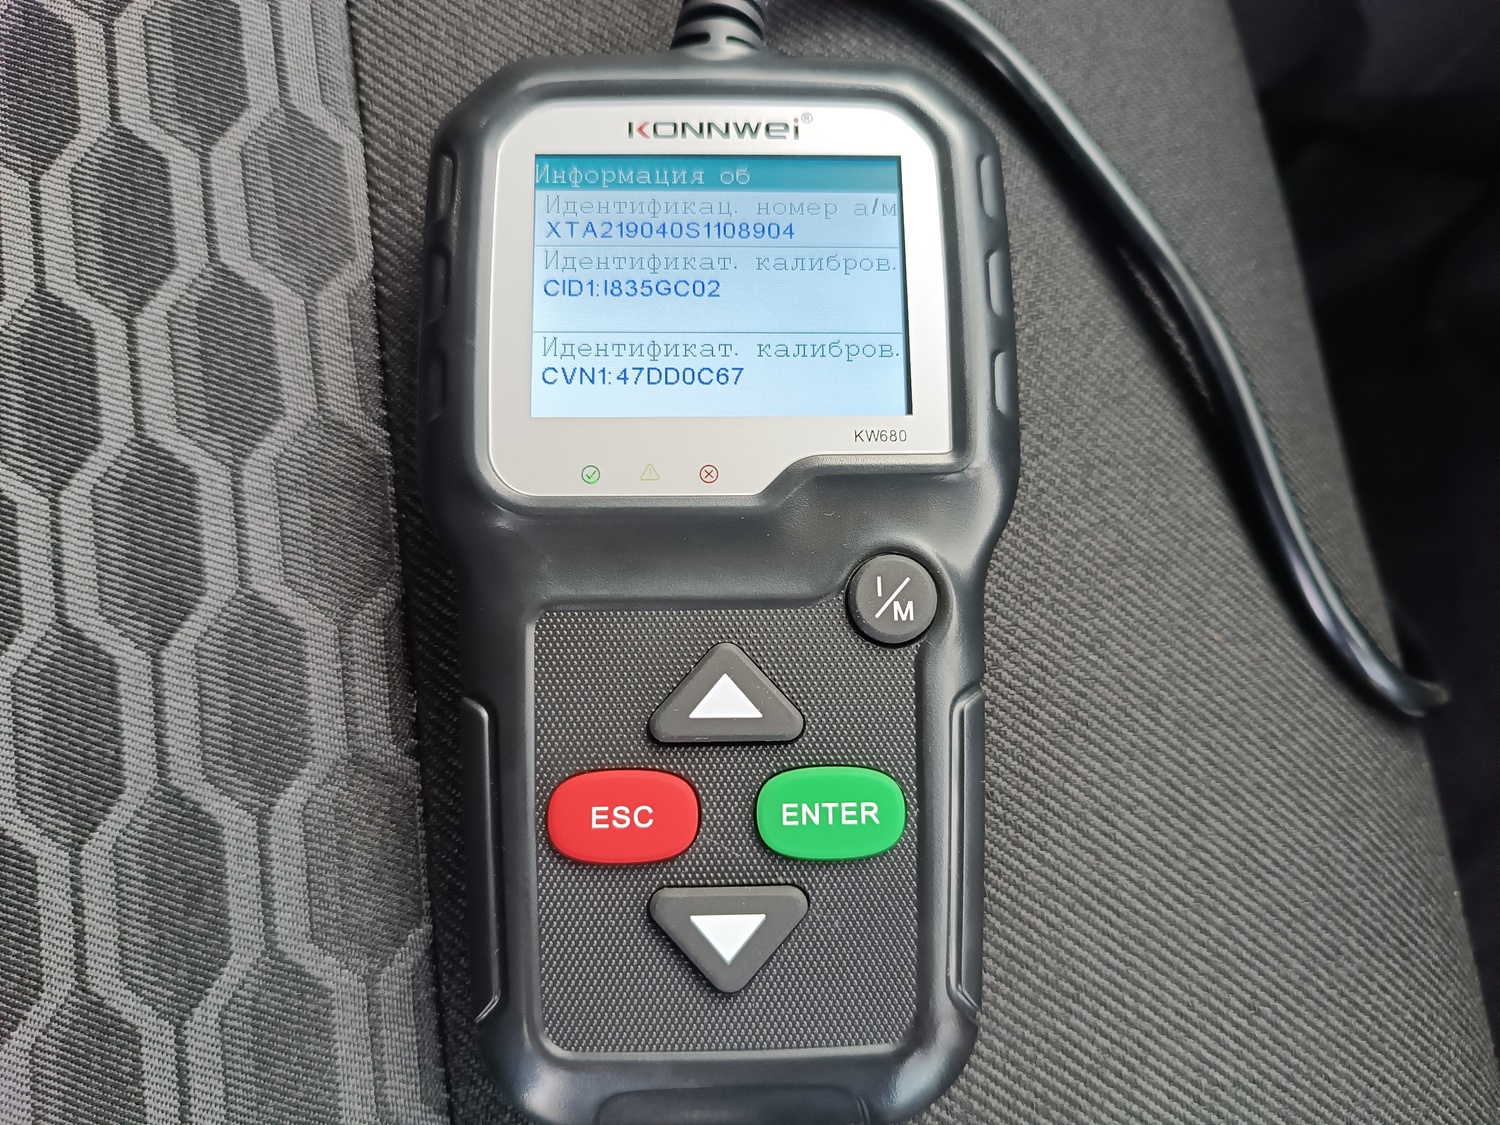 KONNWEI®
Информация об
Идентификац. номер а/м
XTA219040S1108904
Идентификат. калибров.
CID1:I835GC02
Идентификат. калибров.
CVN1:47DD0C67
KW680
I/M
ESC
ENTER